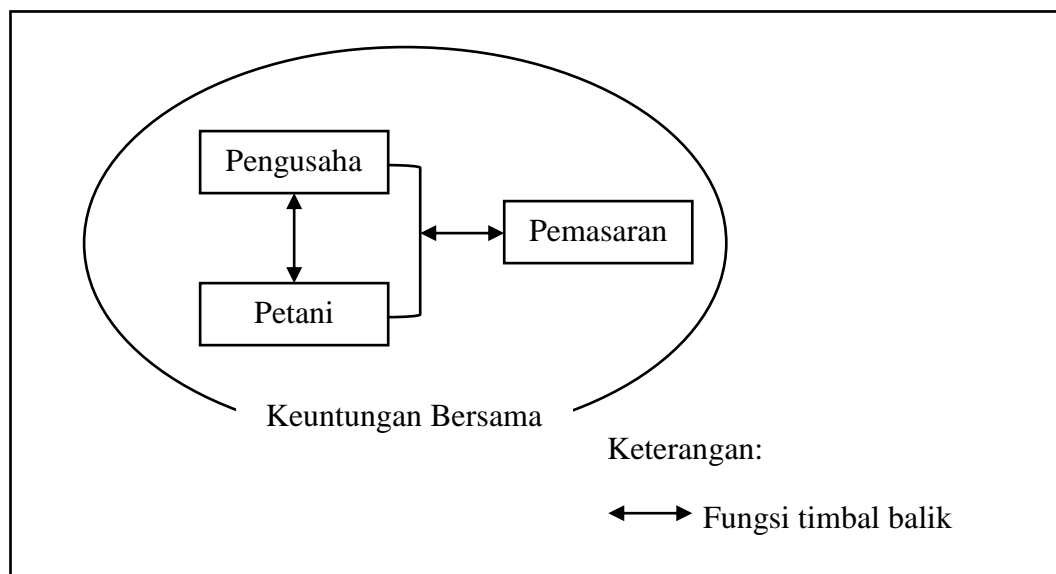 Pengusaha
Pemasaran
Petani
Keuntungan Bersama
Keterangan:
Fungsi timbal balik